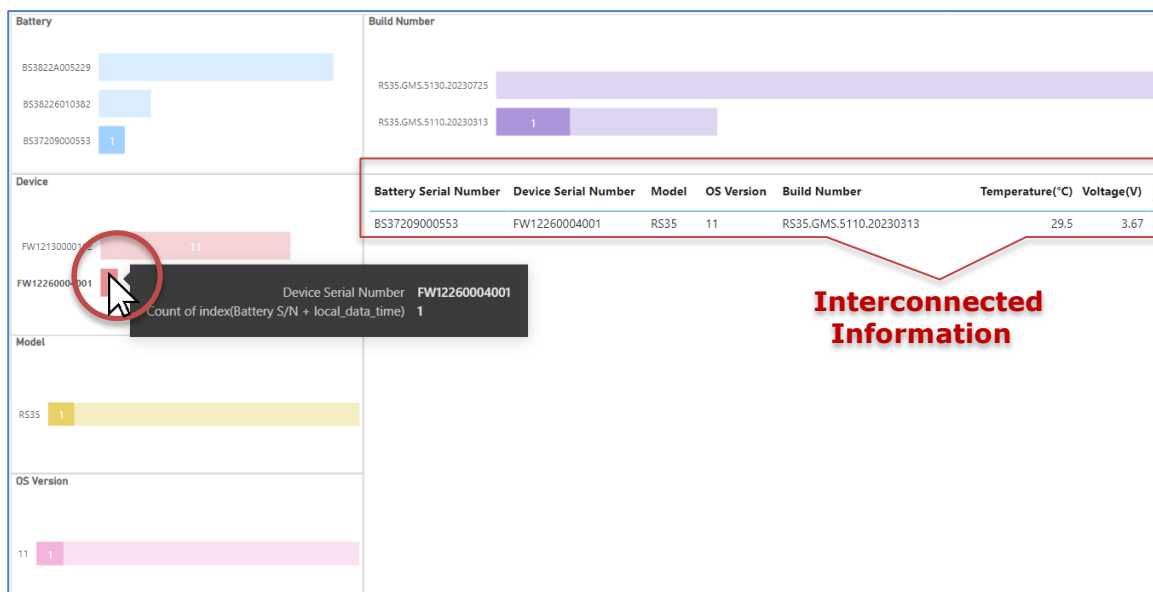 Battery
BS3822A005229
BS38226010382
BS37209000553
1
Build Number
RS35.GMS.5130.20230725
RS35.GMS.5110.20230313
1
Device
11
FW12260004001
Device Serial Number FW12260004001
Count of index(Battery S/N + local_data_time) 1
Battery Serial Number Device Serial Number Model OS Version Build Number Temperature(°C) Voltage(V)
BS37209000553 FW12260004001 RS35 11 RS35.GMS.5110.20230313 29.5 3.67
Interconnected
Information
Model
RS35
1
OS Version
11
1